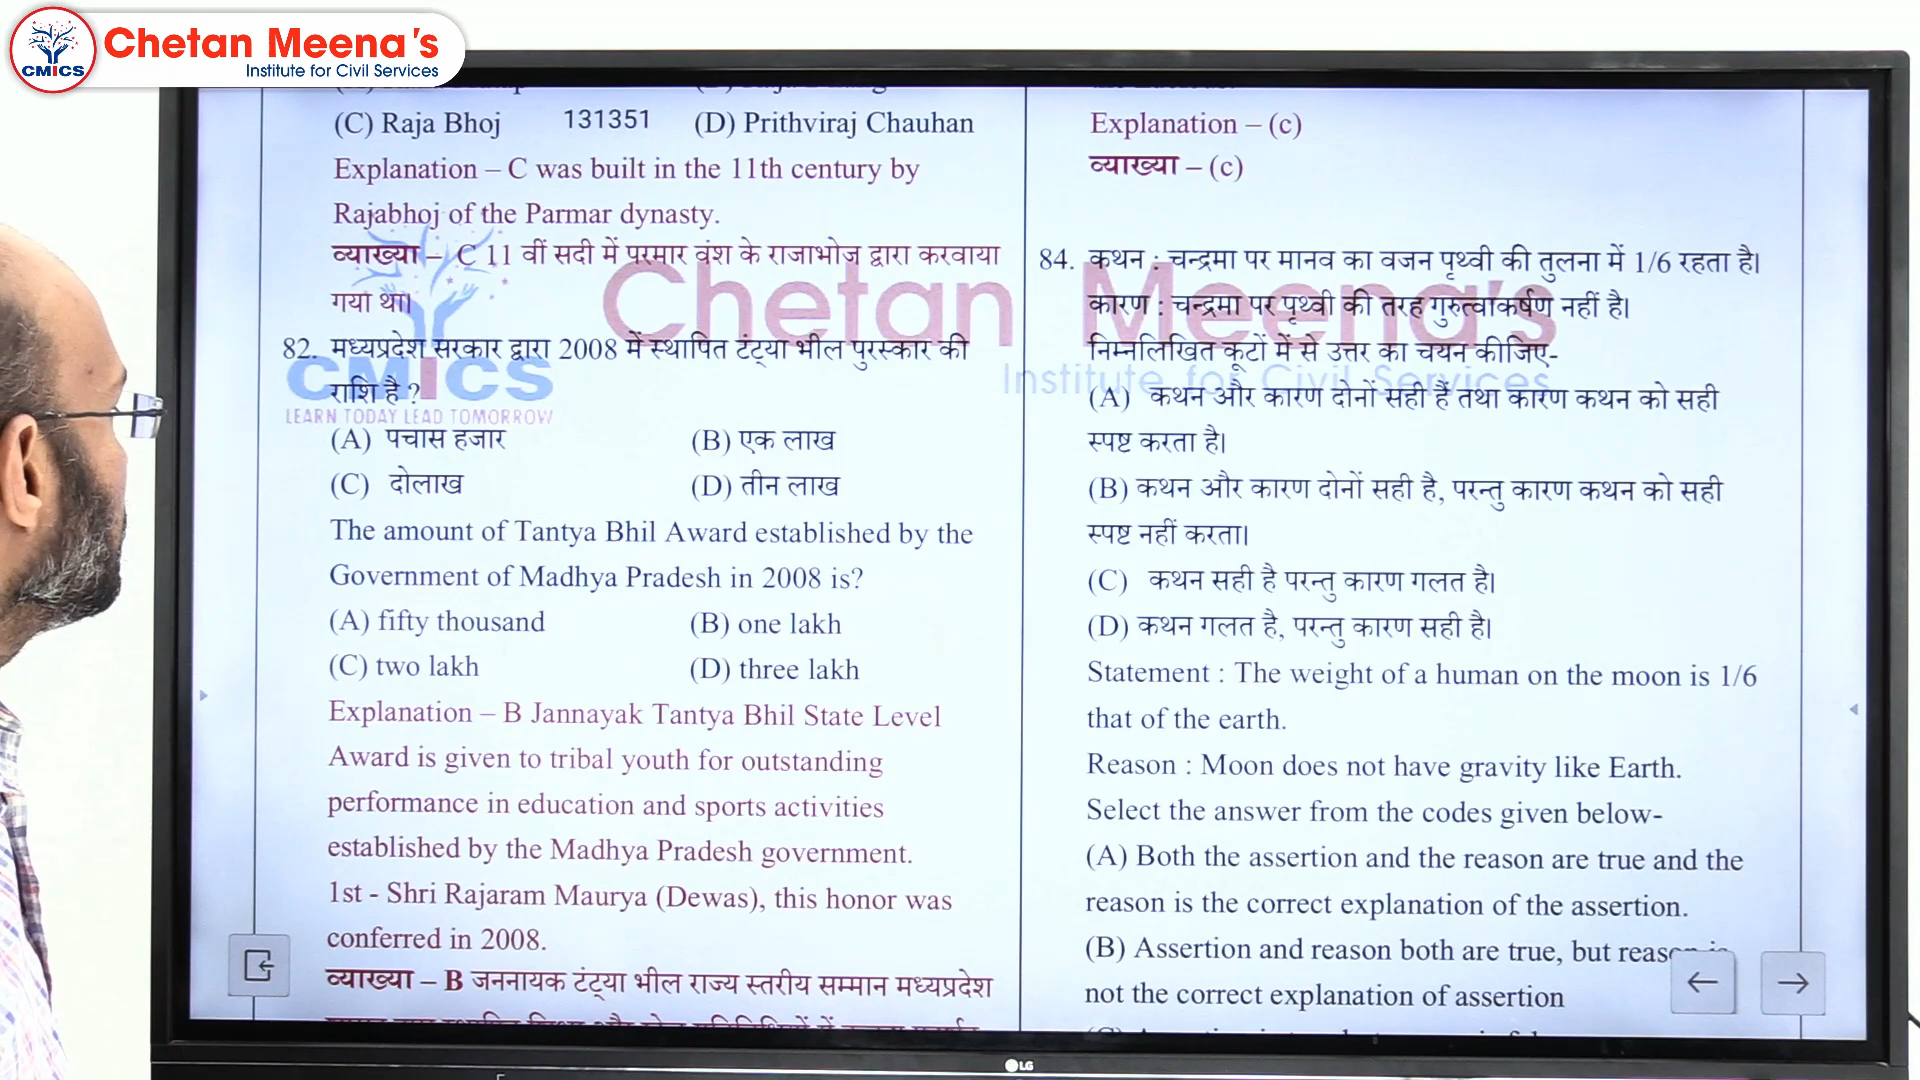 Chetan Meena's
Institute for Civil Services
CMICS
(C) Raja Bhoj 131351 (D) Prithviraj Chauhan
Explanation – C was built in the 11th century by
Rajabhoj of the Parmar dynasty.
व्याख्या – C 11 वीं सदी में परमार वंश के राजाभोज द्वारा करवाया
गया था।
82. मध्यप्रदेश सरकार द्वारा 2008 में स्थापित टंट्या भील पुरस्कार की
राशि है ?
(A) पचास हजार (B) एक लाख
(C) दोलाख (D) तीन लाख
The amount of Tantya Bhil Award established by the
Government of Madhya Pradesh in 2008 is?
(A) fifty thousand (B) one lakh
(C) two lakh (D) three lakh
Explanation – B Jannayak Tantya Bhil State Level
Award is given to tribal youth for outstanding
performance in education and sports activities
established by the Madhya Pradesh government.
1st - Shri Rajaram Maurya (Dewas), this honor was
conferred in 2008.
व्याख्या – B जननायक टंट्या भील राज्य स्तरीय सम्मान मध्यप्रदेश
Explanation – (c)
व्याख्या – (c)
84. कथन : चन्द्रमा पर मानव का वजन पृथ्वी की तुलना में 1/6 रहता है।
कारण : चन्द्रमा पर पृथ्वी की तरह गुरुत्वाकर्षण नहीं है।
निम्नलिखित कूटों में से उत्तर का चयन कीजिए-
(A) कथन और कारण दोनों सही हैं तथा कारण कथन को सही
स्पष्ट करता है।
(B) कथन और कारण दोनों सही है, परन्तु कारण कथन को सही
स्पष्ट नहीं करता।
(C) कथन सही है परन्तु कारण गलत है।
(D) कथन गलत है, परन्तु कारण सही है।
Statement : The weight of a human on the moon is 1/6
that of the earth.
Reason : Moon does not have gravity like Earth.
Select the answer from the codes given below-
(A) Both the assertion and the reason are true and the
reason is the correct explanation of the assertion.
(B) Assertion and reason both are true, but reason is
not the correct explanation of assertion
Chetan Meena's
Institute for Civil Services
CMICS
LEARN TODAY LEAD TOMORROW
LG